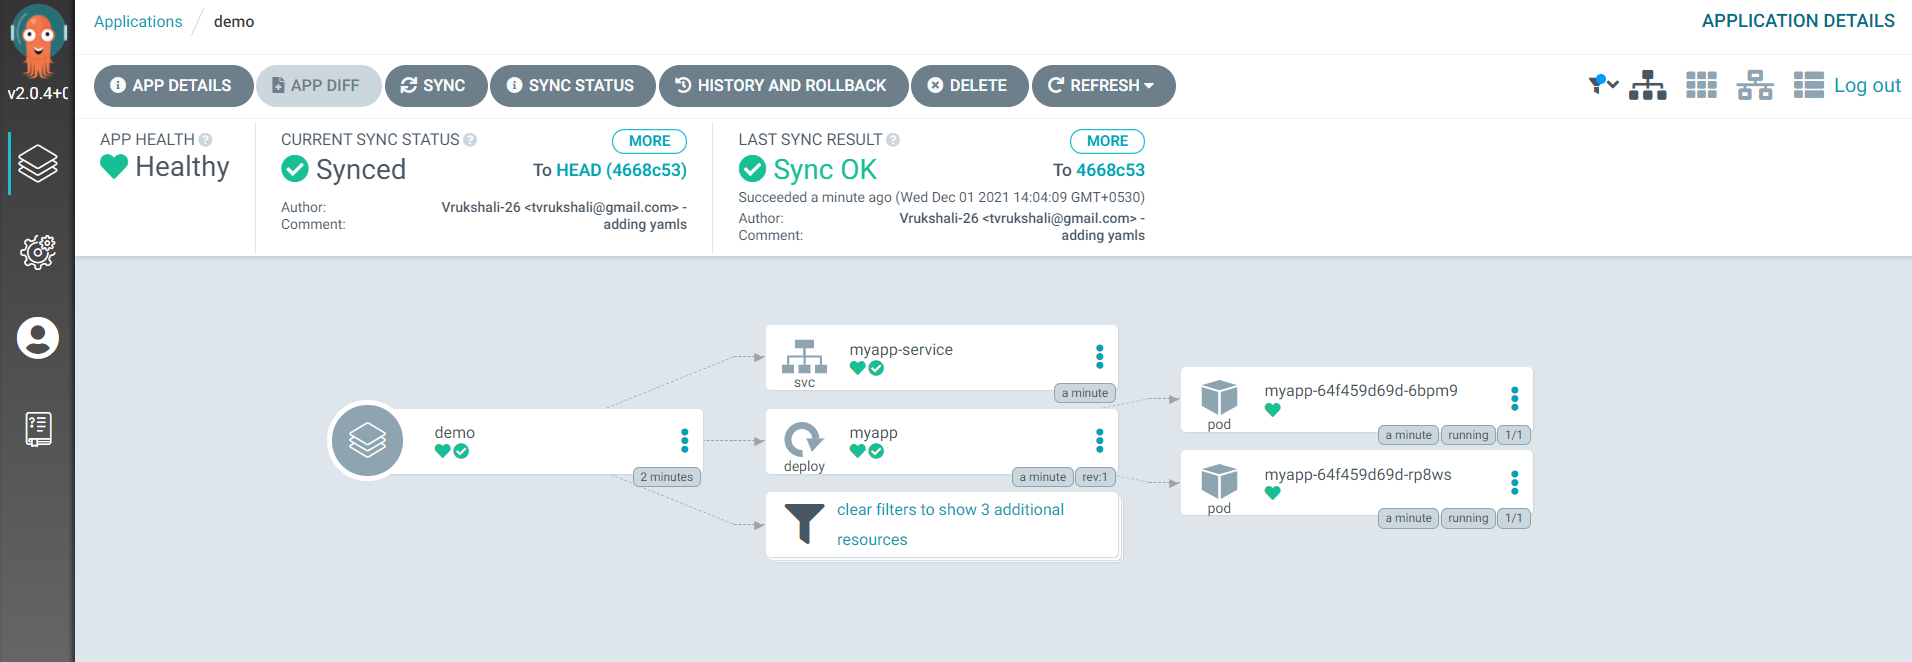 Applications / demo
APPLICATION DETAILS
v2.0.4+0
APP DETAILS
APP DIFF
SYNC
SYNC STATUS
HISTORY AND ROLLBACK
DELETE
REFRESH
Log out
APP HEALTH
Healthy
CURRENT SYNC STATUS
MORE
Synced
To HEAD (4668c53)
Author:
Vrukshali-26 <tvrukshali@gmail.com> -
Comment:
adding yamls
LAST SYNC RESULT
MORE
Sync OK
To 4668c53
Succeeded a minute ago (Wed Dec 01 2021 14:04:09 GMT+0530)
Author:
Vrukshali-26 <tvrukshali@gmail.com> -
Comment:
adding yamls
demo
2 minutes
myapp-service
svc
a minute
myapp
deploy
a minute
rev:1
clear filters to show 3 additional
resources
myapp-64f459d69d-6bpm9
pod
a minute
running
1/1
myapp-64f459d69d-rp8ws
pod
a minute
running
1/1